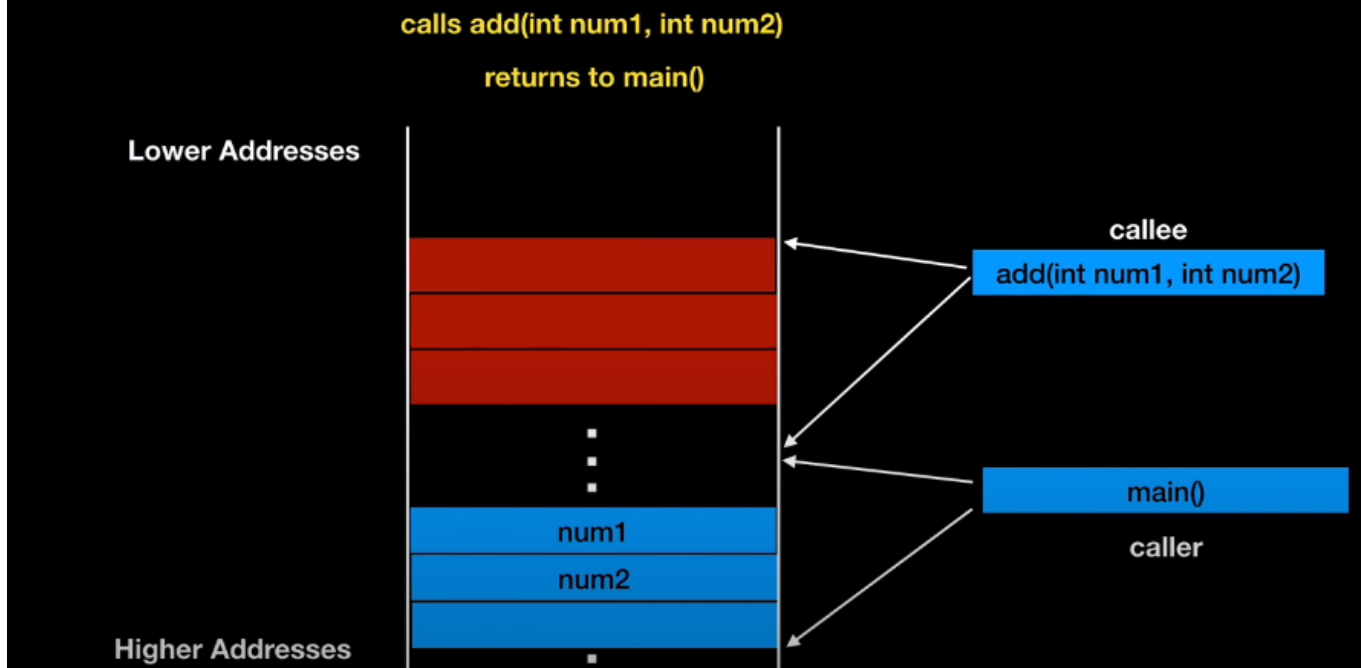 calls add(int num1, int num2)
returns to main()
Lower Addresses
callee
add(int num1, int num2)
main()
num1
caller
num2
Higher Addresses